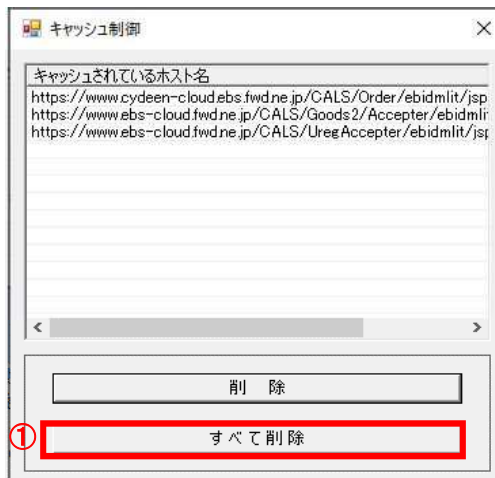 キャッシュ制御
キャッシュされているホスト名
https://www.cydeen-cloud.ebs.fwd.ne.jp/CALS/Order/ebidmlit/jsp
https://www.ebs-cloud.fwd.ne.jp/CALS/Goods2/Accepter/ebidmli
https://www.ebs-cloud.fwd.ne.jp/CALS/UregAccepter/ebidmlit/jsp
削 除
① すべて削除